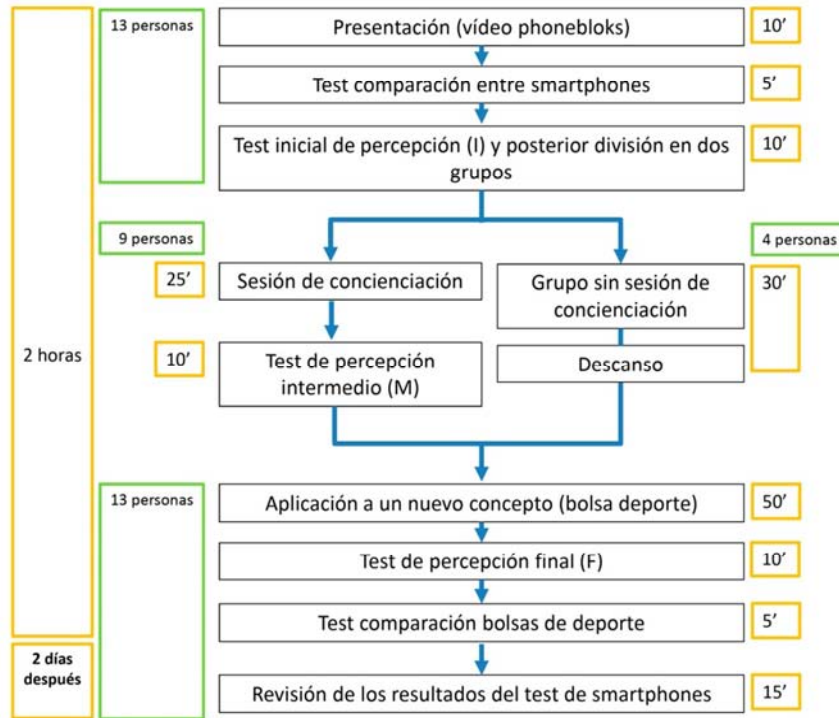 13 personas
Presentación (vídeo phonebloks)
10’
Test comparación entre smartphones
5’
Test inicial de percepción (I) y posterior división en dos
grupos
10’
9 personas
4 personas
25’
Sesión de concienciación
Grupo sin sesión de
concienciación
30’
2 horas
10’
Test de percepción
intermedio (M)
Descanso
13 personas
Aplicación a un nuevo concepto (bolsa deporte)
50’
Test de percepción final (F)
10’
Test comparación bolsas de deporte
5’
2 días
después
Revisión de los resultados del test de smartphones
15’